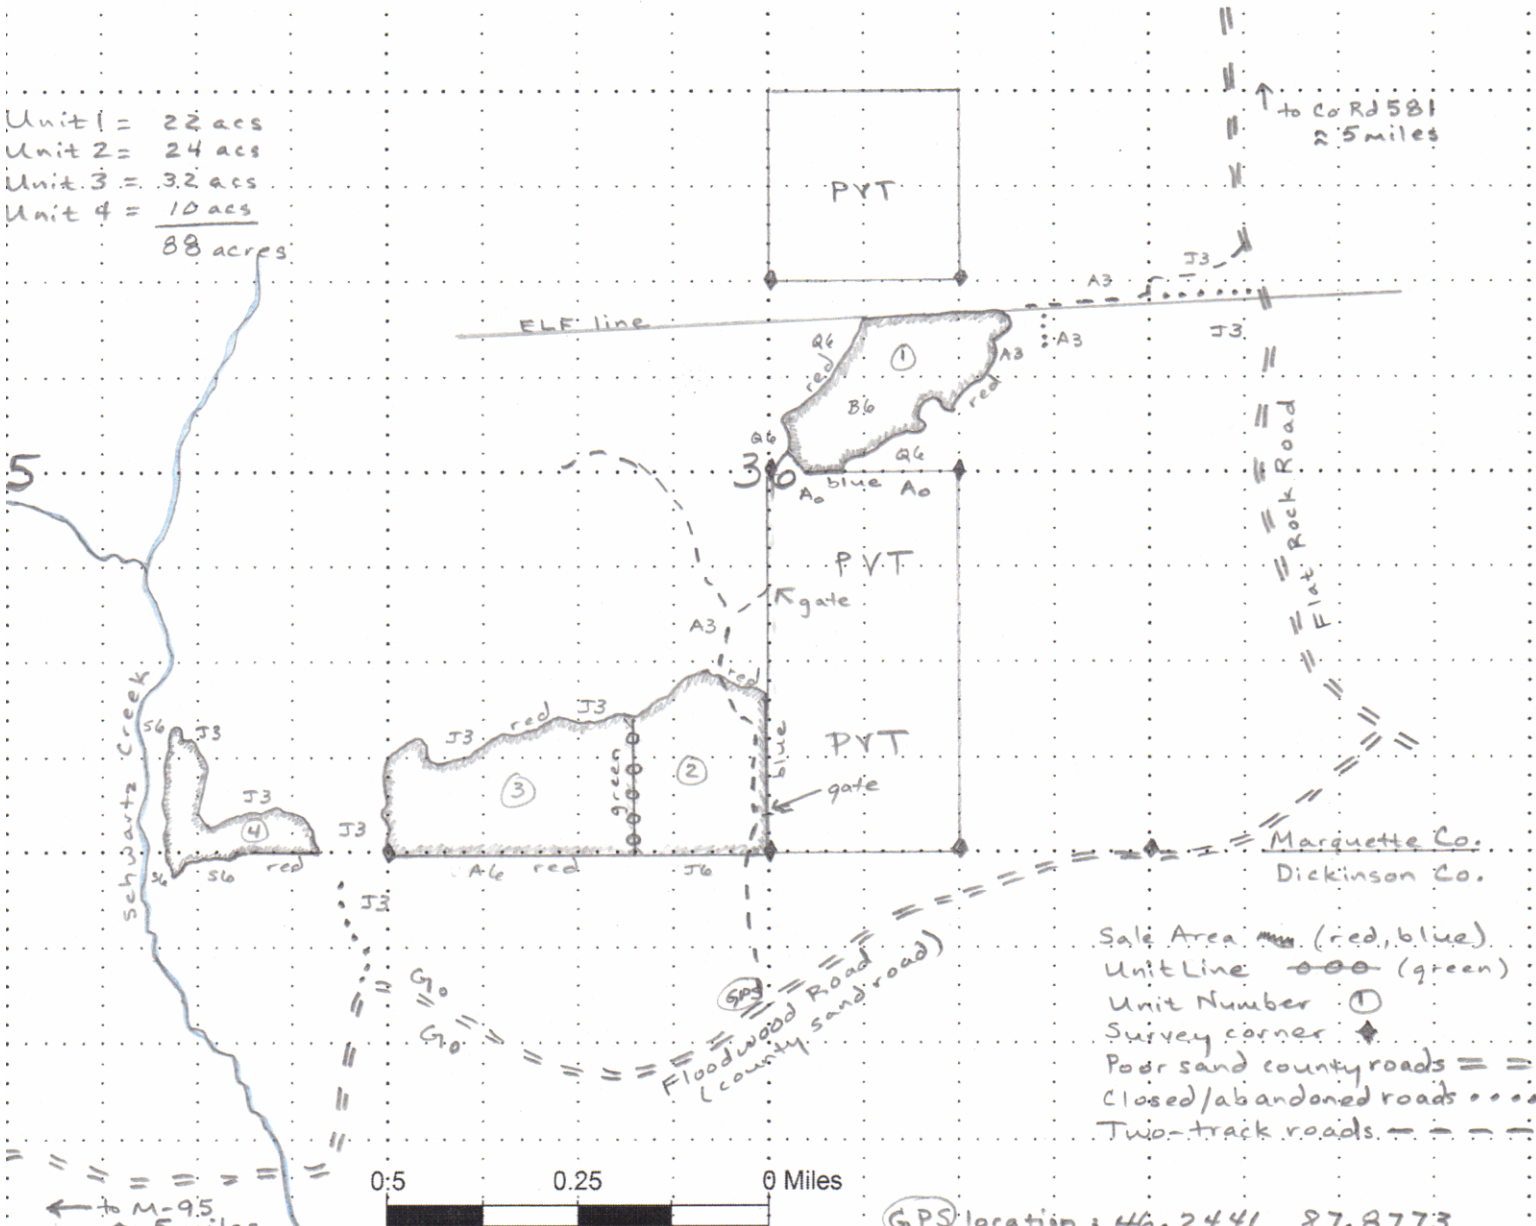 Unit 1 = 22 acs
Unit 2 = 24 acs
Unit 3 = 32 acs
Unit 4 = 10 acs
88 acres
to Co Rd 581
≈ 5 miles
PVT
J3
A3
ELF line
J3
A3
Q6
red
1
A3
red
B6
Q6
Q6
5
36
A0
blue
A0
PVT
gate
A3
red
Flat Rock Road
Schwartz Creek
S6
J3
J3
red
J3
green
2
3
blue
PVT
gate
J3
4
J3
S6
S6
red
A6
red
J6
Marquette Co.
Dickinson Co.
J3
G0
G0
GPS
Floodwood Road
(county sand road)
Sale Area (red, blue)
Unit Line (green)
Unit Number 1
Survey corner
Poor sand county roads
Closed/abandoned roads
Two-track roads
0.5 0.25 0 Miles
← to M-95
5 miles
GPS location: 46.2441 87.8773